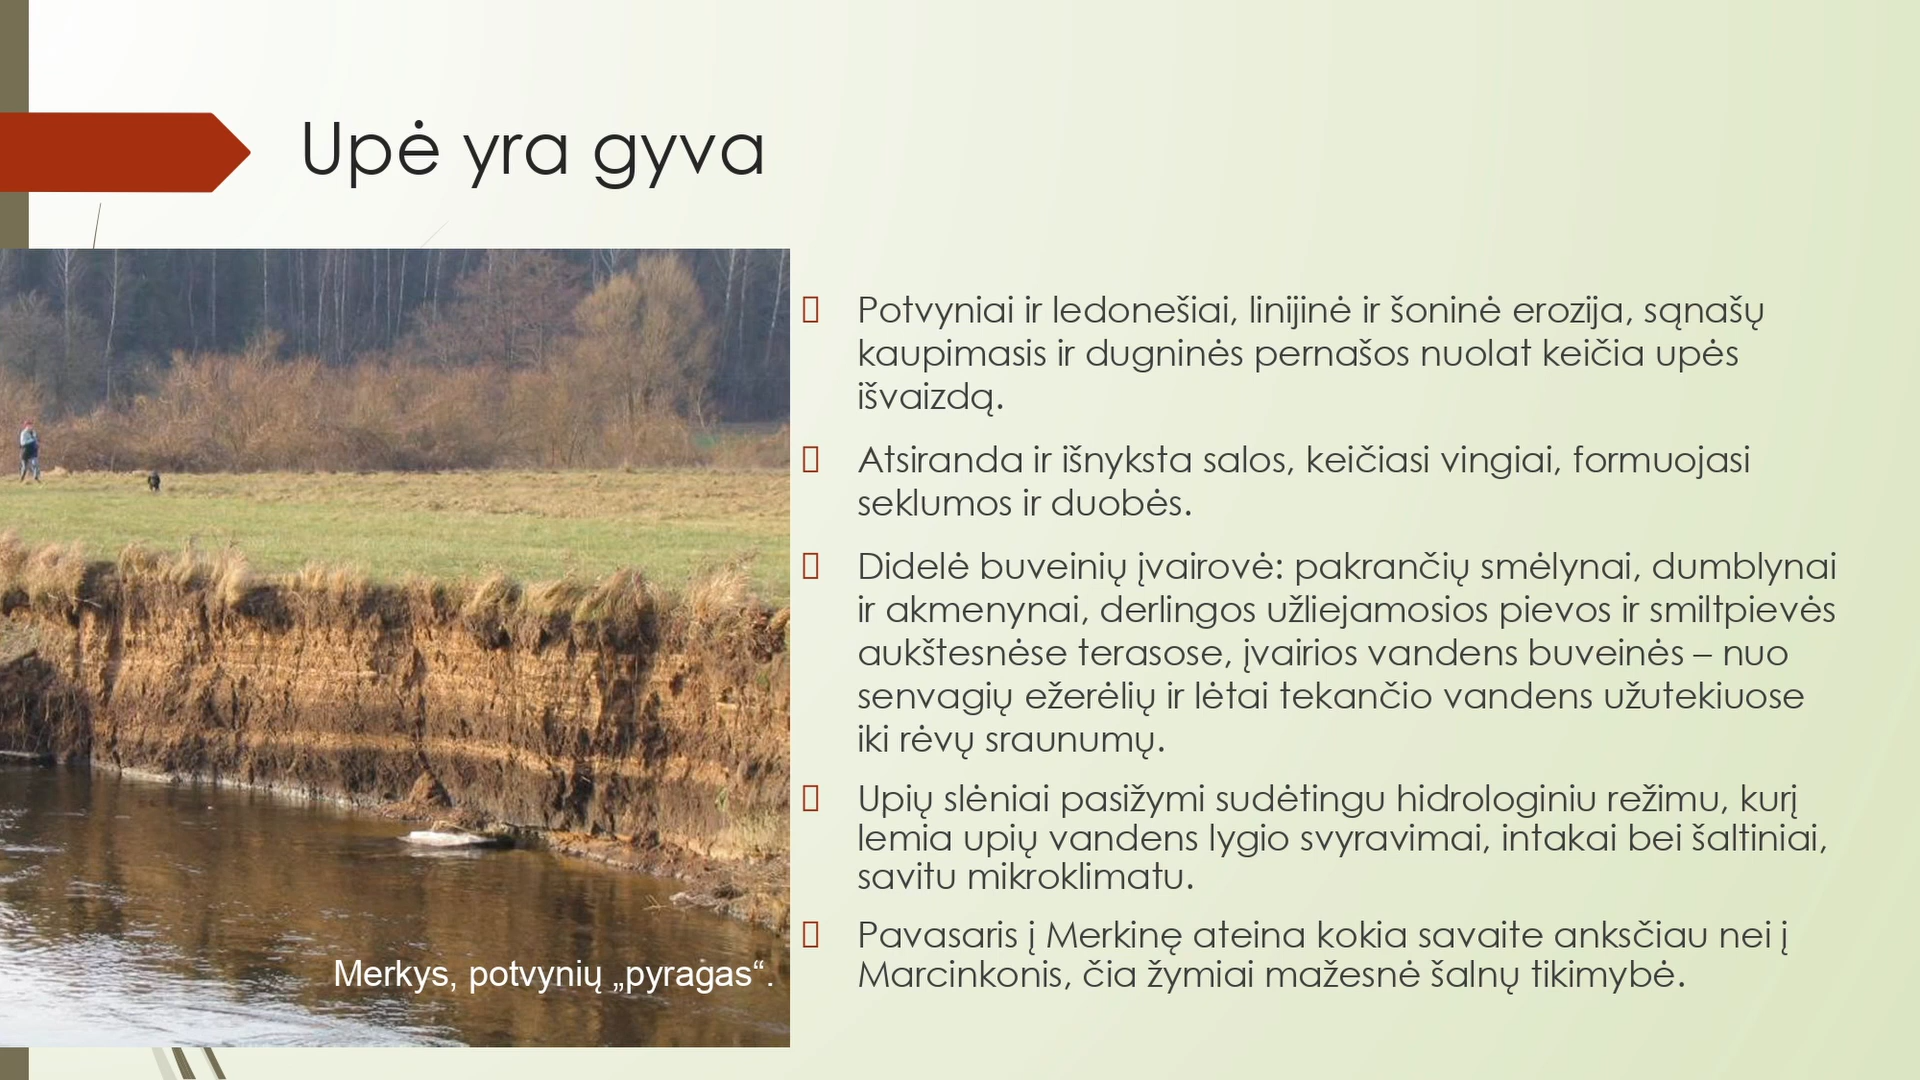 Upė yra gyva
Potvyniai ir ledonešiai, linijinė ir šoninė erozija, sąnašų
kaupimasis ir dugninės pernašos nuolat keičia upės
išvaizdą.
Atsiranda ir išnyksta salos, keičiasi vingiai, formuojasi
seklumos ir duobės.
Didelė buveinių įvairovė: pakrančių smėlynai, dumblynai
ir akmenynai, derlingos užliejamosios pievos ir smiltpievės
aukštesnėse terasose, įvairios vandens buveinės – nuo
senvagių ežerėlių ir lėtai tekančio vandens užutekiuose
iki rėvų sraunumų.
Upių slėniai pasižymi sudėtingu hidrologiniu režimu, kurį
lemia upių vandens lygio svyravimai, intakai bei šaltiniai,
savitu mikroklimatu.
Pavasaris į Merkinę ateina kokia savaite anksčiau nei į
Marcinkonis, čia žymiai mažesnė šalnų tikimybė.
Merkys, potvynių „pyragas“.